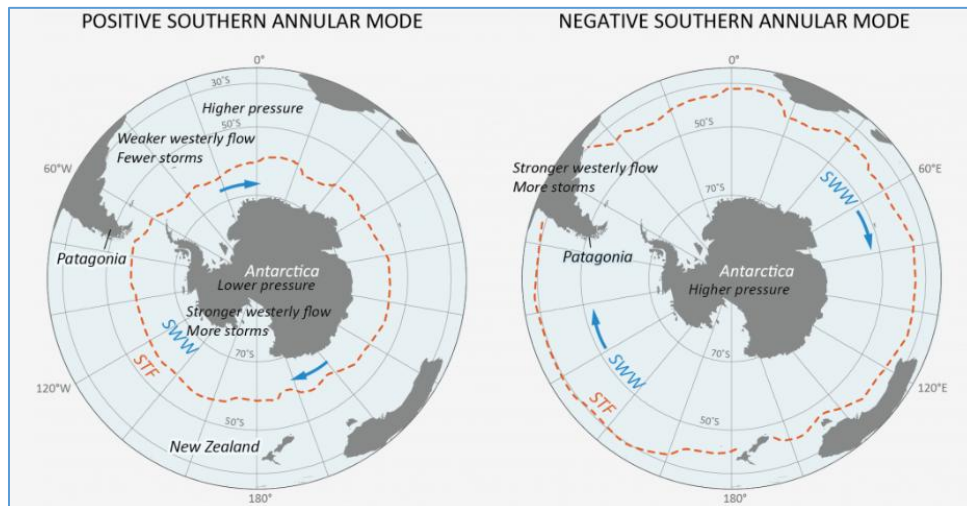 POSITIVE SOUTHERN ANNULAR MODE
0°
30°S
Higher pressure
50°S
Weaker westerly flow
Fewer storms
60°W
70°S
Patagonia
Antarctica
Lower pressure
Stronger westerly flow
More storms
SWW
70°S
STF
120°W
50°S
New Zealand
180°
NEGATIVE SOUTHERN ANNULAR MODE
0°
50°S
60°E
Stronger westerly flow
More storms
SWW
70°S
Patagonia
Antarctica
Higher pressure
SWW
70°S
120°E
STF
50°S
180°